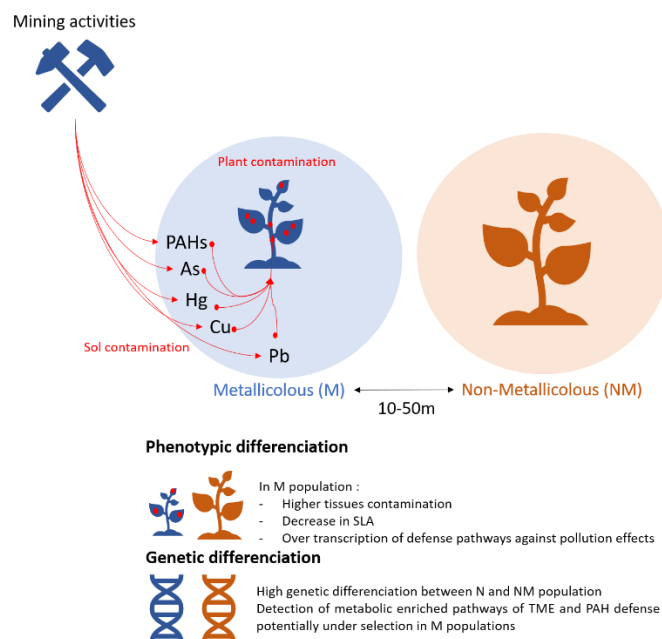 Mining activities
Plant contamination
PAHs
As
Hg
Cu
Sol contamination
Pb
Metallicolous (M)
Non-Metallicolous (NM)
10-50m
Phenotypic differenciation
In M population :
- Higher tissues contamination
- Decrease in SLA
- Over transcription of defense pathways against pollution effects
Genetic differenciation
High genetic differenciation between N and NM population
Detection of metabolic enriched pathways of TME and PAH defense
potentially under selection in M populations